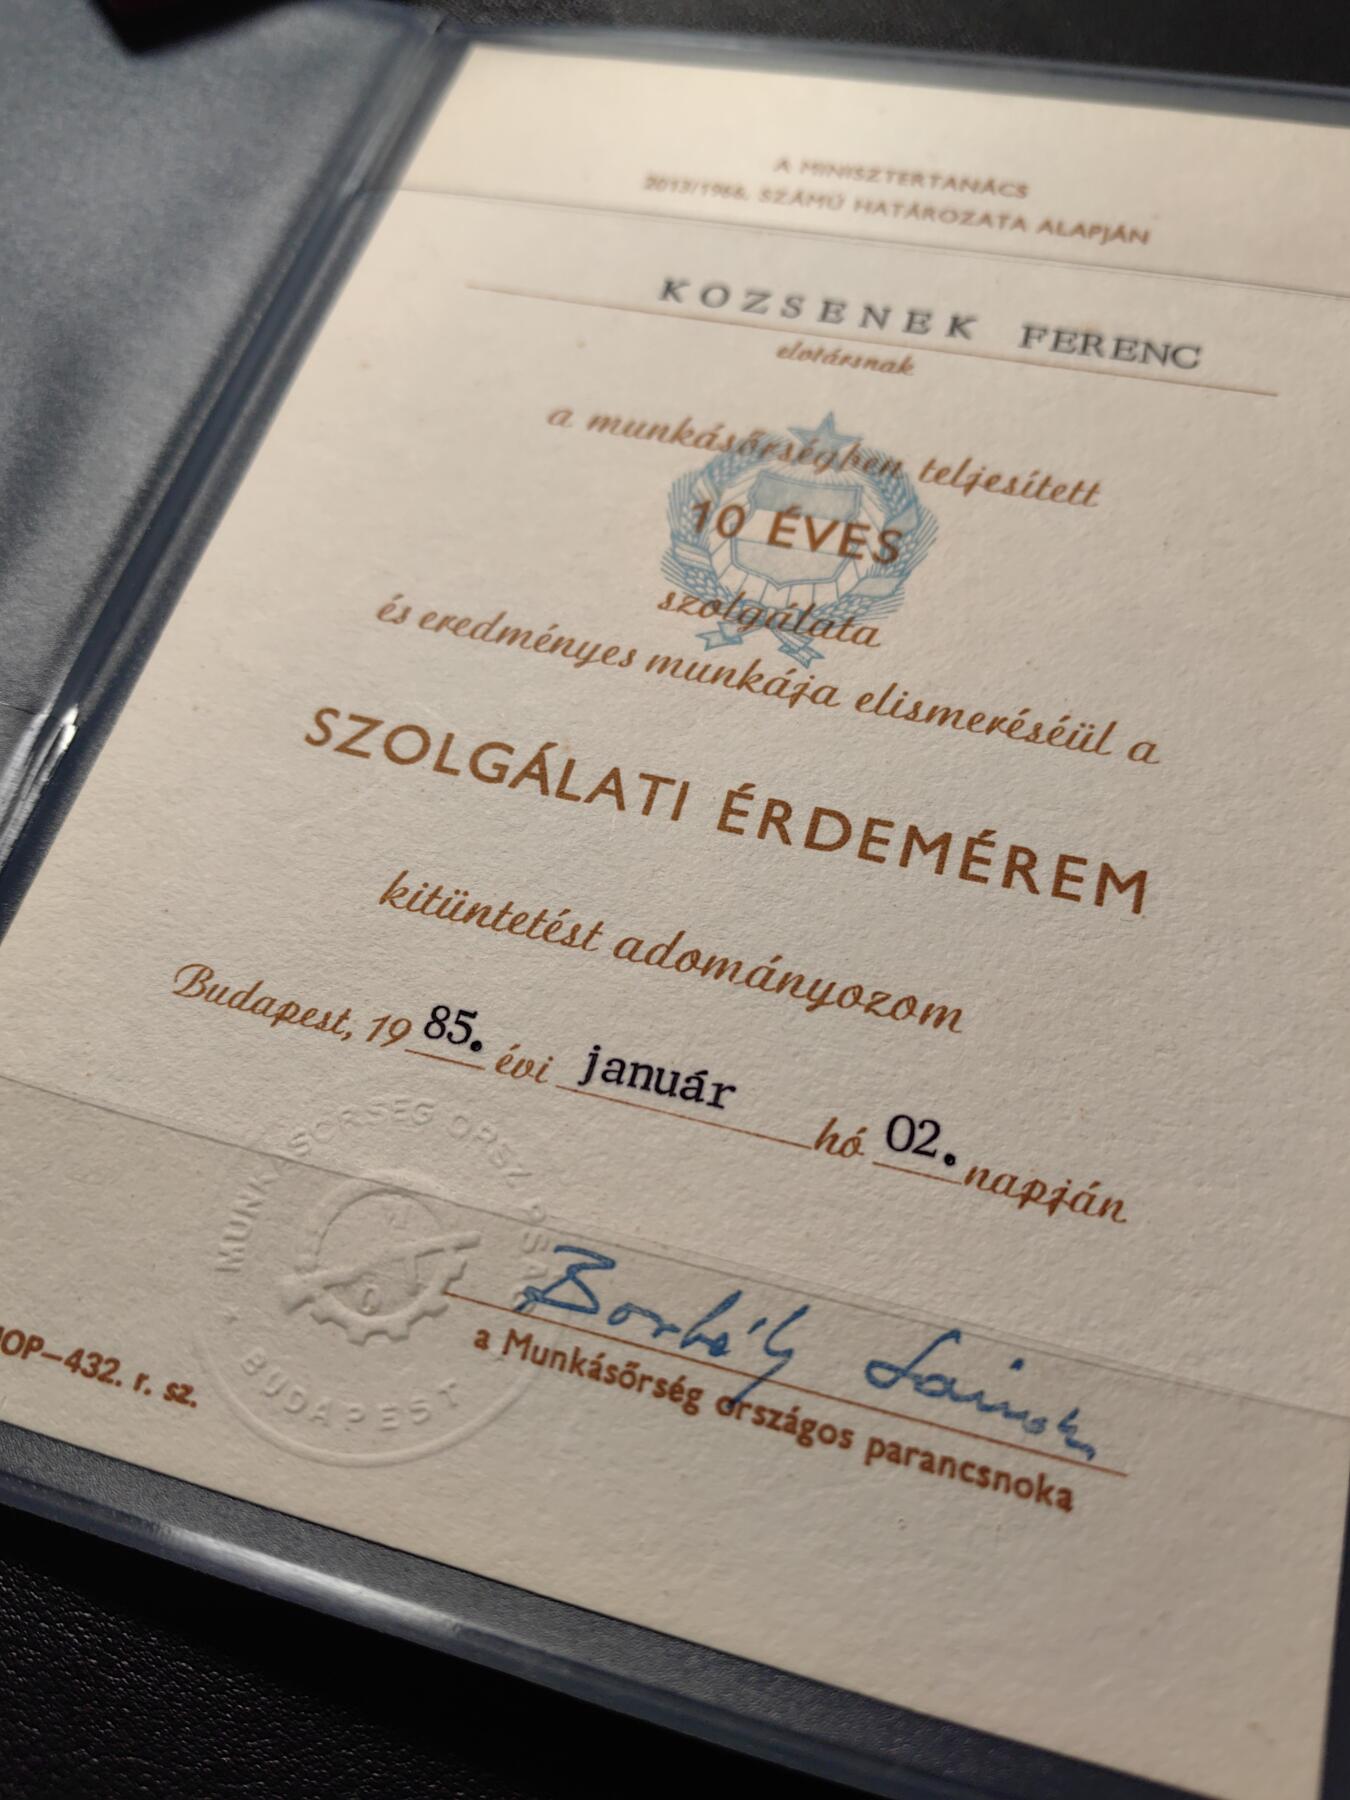 A MINISZTERTANÁCS
2013/1966. SZÁMÚ HATÁROZATA ALAPJÁN
KOZSENEK FERENC
elvtársnak
a munkásőrségben teljesített
10 ÉVES
szolgálata
és eredményes munkája elismeréséül a
SZOLGÁLATI ÉRDEMÉREM
kitüntetést adományozom
Budapest, 1985. évi január hó 02. napján
MUNKÁSŐRSÉG ORSZ. P
BUDAPEST
Borbély Sándor
a Munkásőrség országos parancsnoka
OP–432. r. sz.